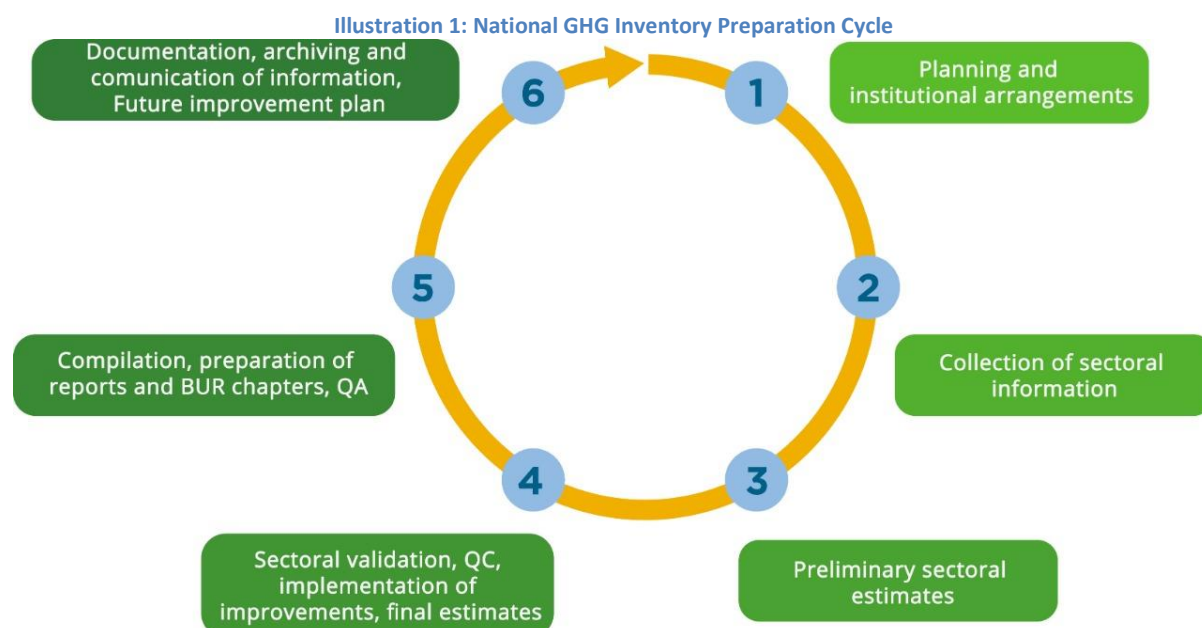 Illustration 1: National GHG Inventory Preparation Cycle
1
Planning and
institutional arrangements
2
Collection of sectoral
information
3
Preliminary sectoral
estimates
4
Sectoral validation, QC,
implementation of
improvements, final estimates
5
Compilation, preparation of
reports and BUR chapters, QA
6
Documentation, archiving and
comunication of information,
Future improvement plan